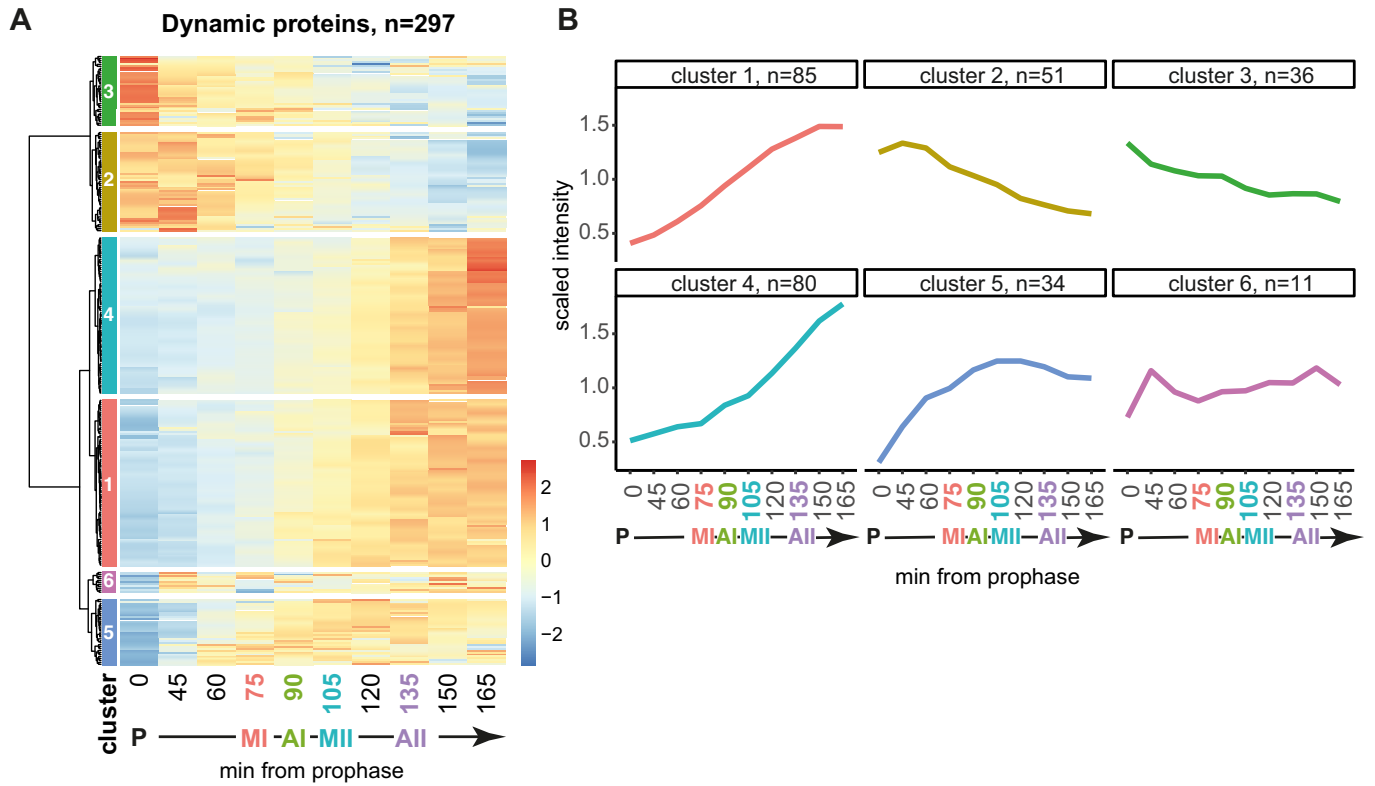 A
Dynamic proteins, n=297
3
2
4
1
6
5
2
1
0
−1
−2
cluster
0 45 60 75 90 105 120 135 150 165
P MI AI MII AII
min from prophase
B
cluster 1, n=85 cluster 2, n=51 cluster 3, n=36
1.5
1.0
0.5
scaled intensity
cluster 4, n=80 cluster 5, n=34 cluster 6, n=11
1.5
1.0
0.5
0 45 60 75 90 105 120 135 150 165 0 45 60 75 90 105 120 135 150 165 0 45 60 75 90 105 120 135 150 165
P MI AI MII AII P MI AI MII AII P MI AI MII AII
min from prophase